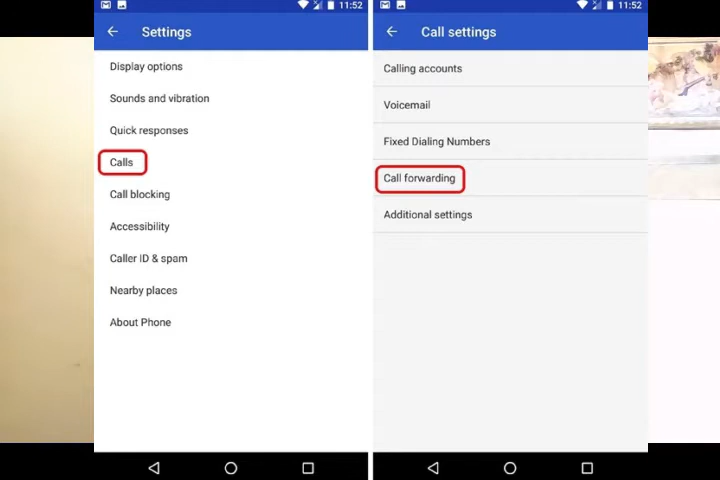 11:52
Settings
Display options
Sounds and vibration
Quick responses
Calls
Call blocking
Accessibility
Caller ID & spam
Nearby places
About Phone
11:52
Call settings
Calling accounts
Voicemail
Fixed Dialing Numbers
Call forwarding
Additional settings